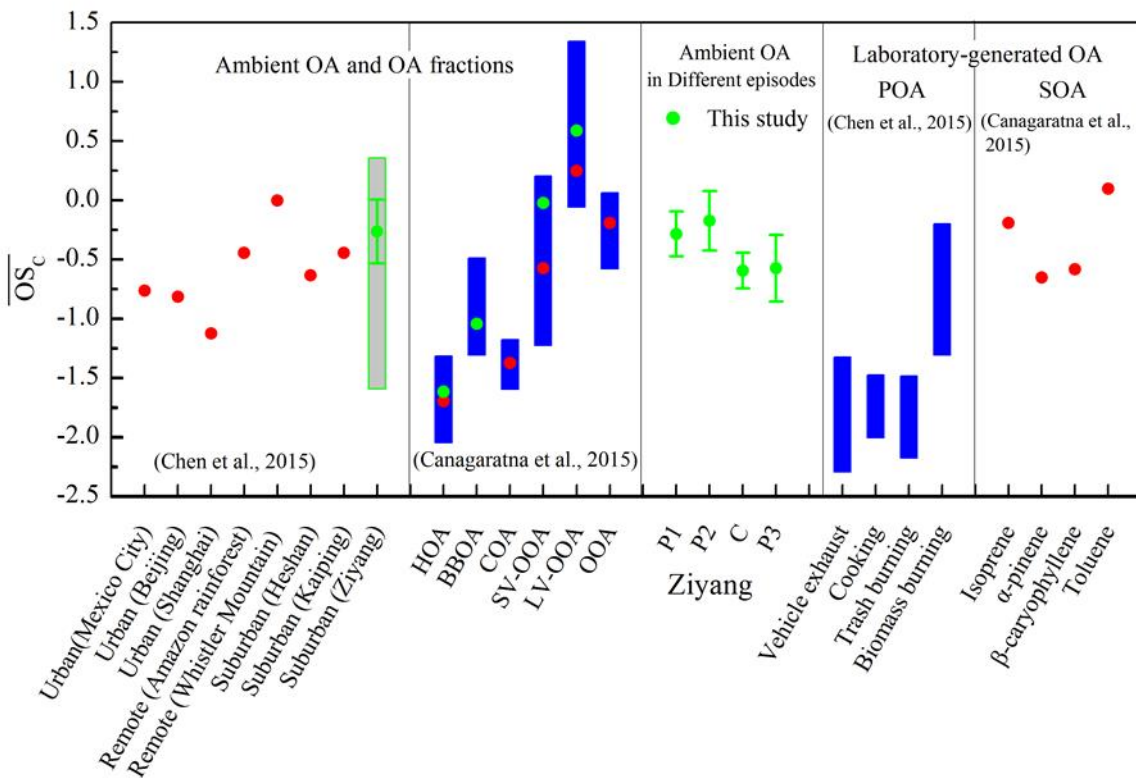 1.5
1.0
0.5
0.0
-0.5
-1.0
-1.5
-2.0
-2.5
OSc
Ambient OA and OA fractions
(Chen et al., 2015)
(Canagaratna et al., 2015)
Ambient OA
in Different episodes
This study
Laboratory-generated OA
POA
(Chen et al., 2015)
SOA
(Canagaratna et al.,
2015)
Urban(Mexico City)
Urban (Beijing)
Urban (Shanghai)
Remote (Amazon rainforest)
Remote (Whistler Mountain)
Suburban (Heshan)
Suburban (Kaiping)
Suburban (Ziyang)
HOA
BBOA
COA
SV-OOA
LV-OOA
OOA
P1
P2
C
P3
Ziyang
Vehicle exhaust
Cooking
Trash burning
Biomass burning
Isoprene
α-pinene
β-caryophyllene
Toluene